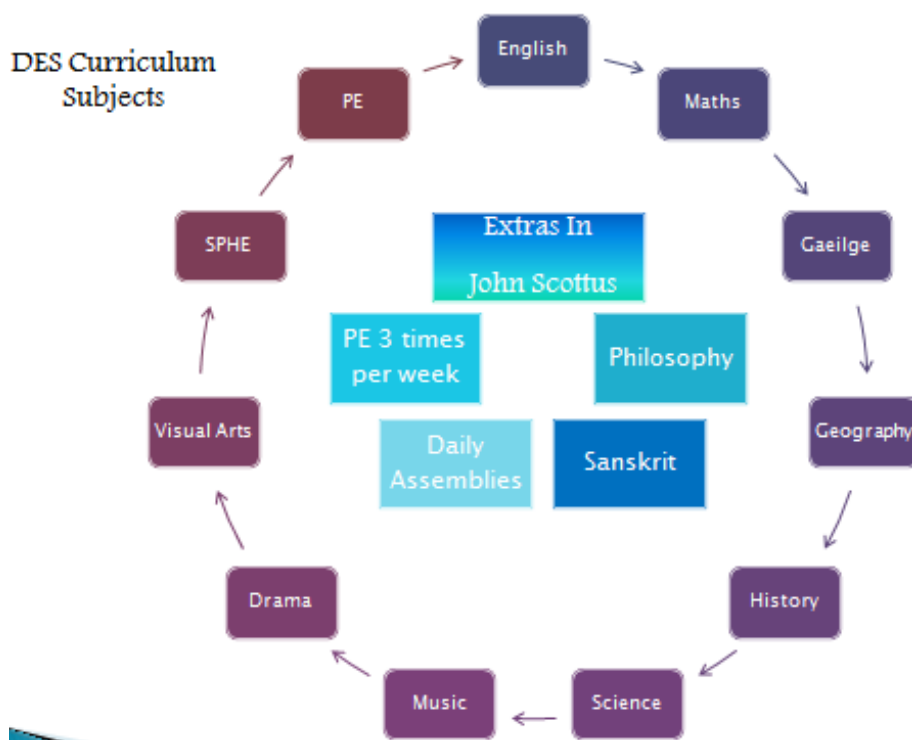 DES Curriculum
Subjects
English
Maths
Gaeilge
Geography
History
Science
Music
Drama
Visual Arts
SPHE
PE
Extras In
John Scottus
PE 3 times
per week
Philosophy
Daily
Assemblies
Sanskrit